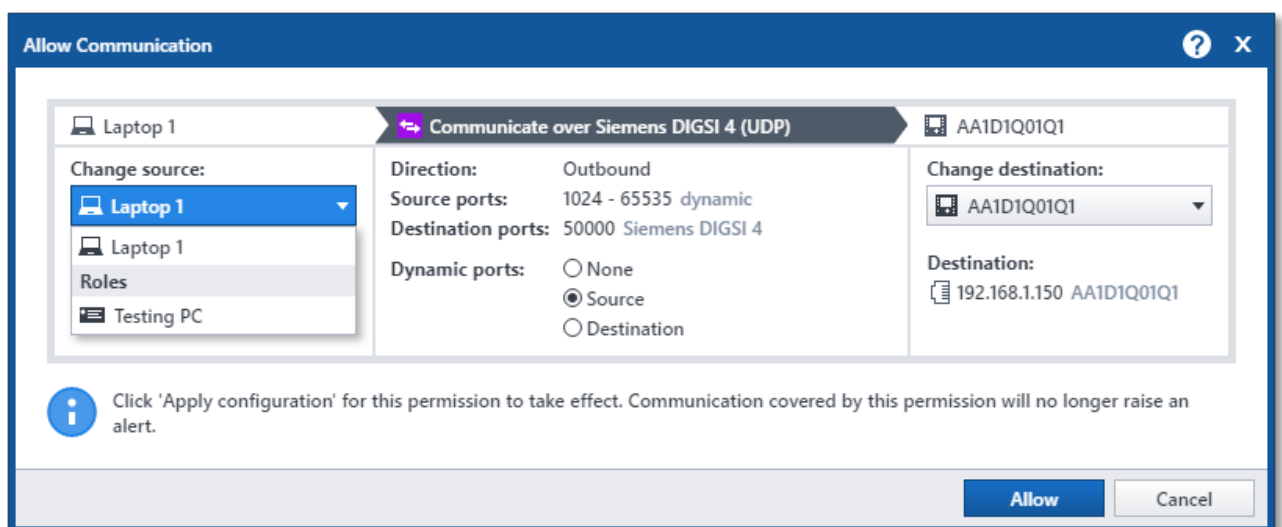 Allow Communication
? X
Laptop 1
Communicate over Siemens DIGSI 4 (UDP)
AA1D1Q01Q1
Change source:
Laptop 1
Laptop 1
Roles
Testing PC
Direction: Outbound
Source ports: 1024 - 65535 dynamic
Destination ports: 50000 Siemens DIGSI 4
Dynamic ports: None
Source
Destination
Change destination:
AA1D1Q01Q1
Destination:
192.168.1.150 AA1D1Q01Q1
Click 'Apply configuration' for this permission to take effect. Communication covered by this permission will no longer raise an
alert.
Allow Cancel